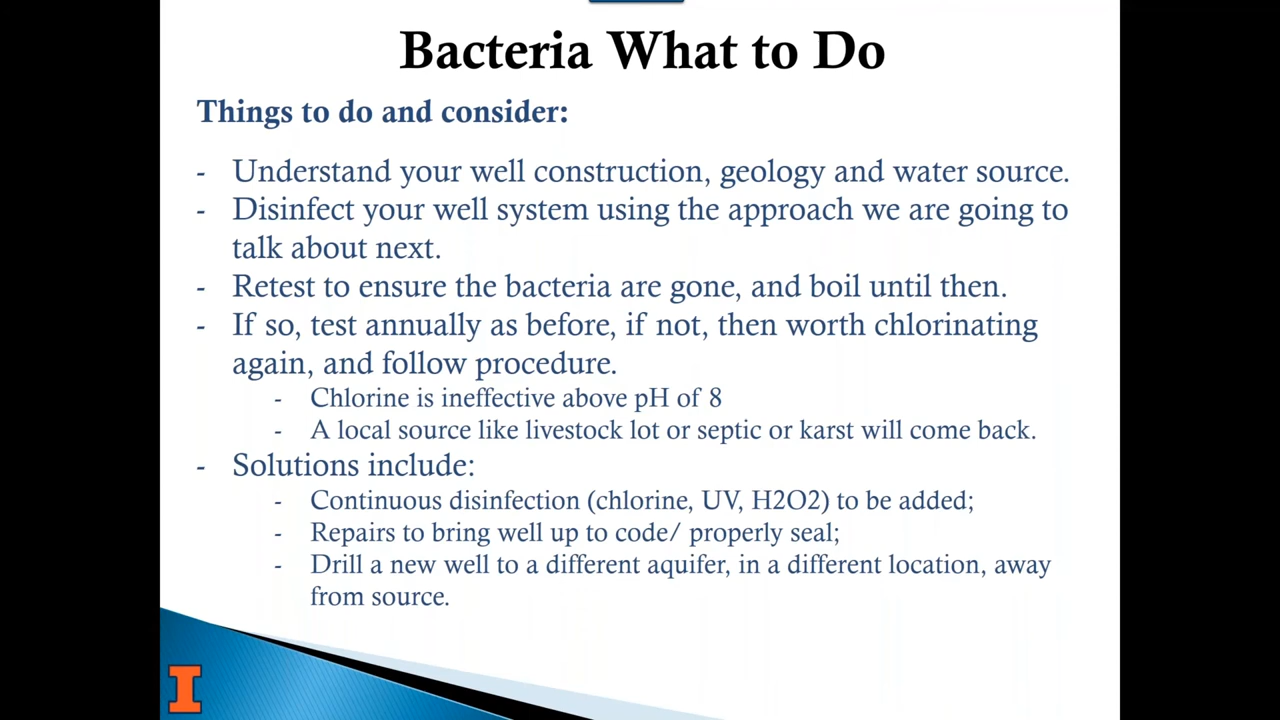 Bacteria What to Do
Things to do and consider:
- Understand your well construction, geology and water source.
- Disinfect your well system using the approach we are going to
talk about next.
- Retest to ensure the bacteria are gone, and boil until then.
- If so, test annually as before, if not, then worth chlorinating
again, and follow procedure.
- Chlorine is ineffective above pH of 8
- A local source like livestock lot or septic or karst will come back.
- Solutions include:
- Continuous disinfection (chlorine, UV, H2O2) to be added;
- Repairs to bring well up to code/ properly seal;
- Drill a new well to a different aquifer, in a different location, away
from source.
I